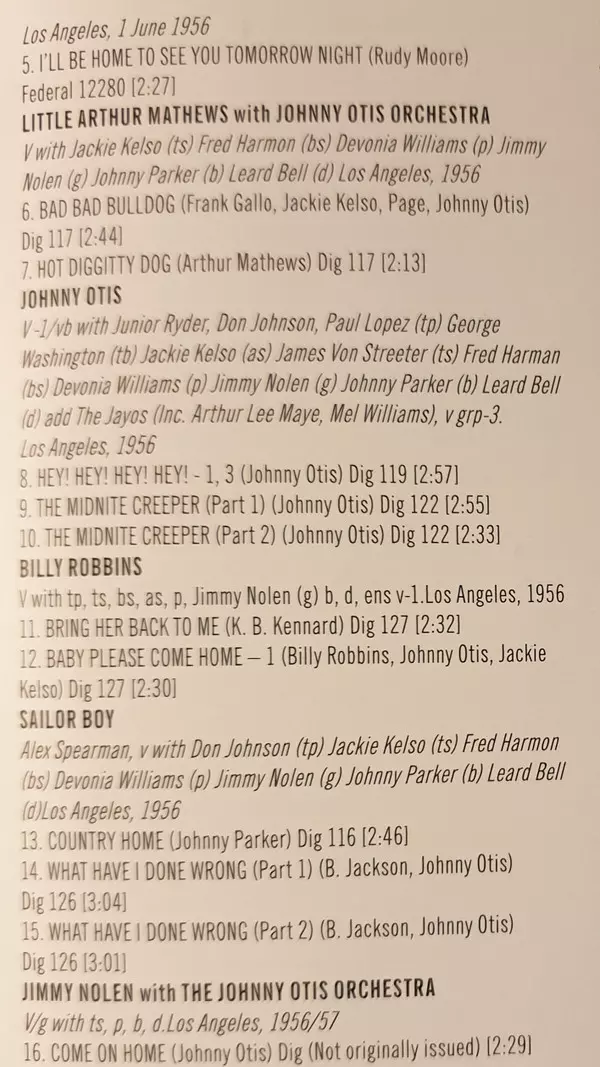 Los Angeles, 1 June 1956
5. I'LL BE HOME TO SEE YOU TOMORROW NIGHT (Rudy Moore)
Federal 12280 [2:27]
LITTLE ARTHUR MATHEWS with JOHNNY OTIS ORCHESTRA
V with Jackie Kelso (ts) Fred Harmon (bs) Devonia Williams (p) Jimmy
Nolen (g) Johnny Parker (b) Leard Bell (d) Los Angeles, 1956
6. BAD BAD BULLDOG (Frank Gallo, Jackie Kelso, Page, Johnny Otis)
Dig 117 [2:44]
7. HOT DIGGITTY DOG (Arthur Mathews) Dig 117 [2:13]
JOHNNY OTIS
V-1/vb with Junior Ryder, Don Johnson, Paul Lopez (tp) George
Washington (tb) Jackie Kelso (as) James Von Streeter (ts) Fred Harman
(bs) Devonia Williams (p) Jimmy Nolen (g) Johnny Parker (b) Leard Bell
(d) add The Jayos (Inc. Arthur Lee Maye, Mel Williams), v grp-3.
Los Angeles, 1956
8. HEY! HEY! HEY! HEY! - 1, 3 (Johnny Otis) Dig 119 [2:57]
9. THE MIDNITE CREEPER (Part 1) (Johnny Otis) Dig 122 [2:55]
10. THE MIDNITE CREEPER (Part 2) (Johnny Otis) Dig 122 [2:33]
BILLY ROBBINS
V with tp, ts, bs, as, p, Jimmy Nolen (g) b, d, ens v-1.Los Angeles, 1956
11. BRING HER BACK TO ME (K. B. Kennard) Dig 127 [2:32]
12. BABY PLEASE COME HOME – 1 (Billy Robbins, Johnny Otis, Jackie
Kelso) Dig 127 [2:30]
SAILOR BOY
Alex Spearman, v with Don Johnson (tp) Jackie Kelso (ts) Fred Harmon
(bs) Devonia Williams (p) Jimmy Nolen (g) Johnny Parker (b) Leard Bell
(d)Los Angeles, 1956
13. COUNTRY HOME (Johnny Parker) Dig 116 [2:46]
14. WHAT HAVE I DONE WRONG (Part 1) (B. Jackson, Johnny Otis)
Dig 126 [3:04]
15. WHAT HAVE I DONE WRONG (Part 2) (B. Jackson, Johnny Otis)
Dig 126 [3:01]
JIMMY NOLEN with THE JOHNNY OTIS ORCHESTRA
V/g with ts, p, b, d.Los Angeles, 1956/57
16. COME ON HOME (Johnny Otis) Dig (Not originally issued) [2:29]